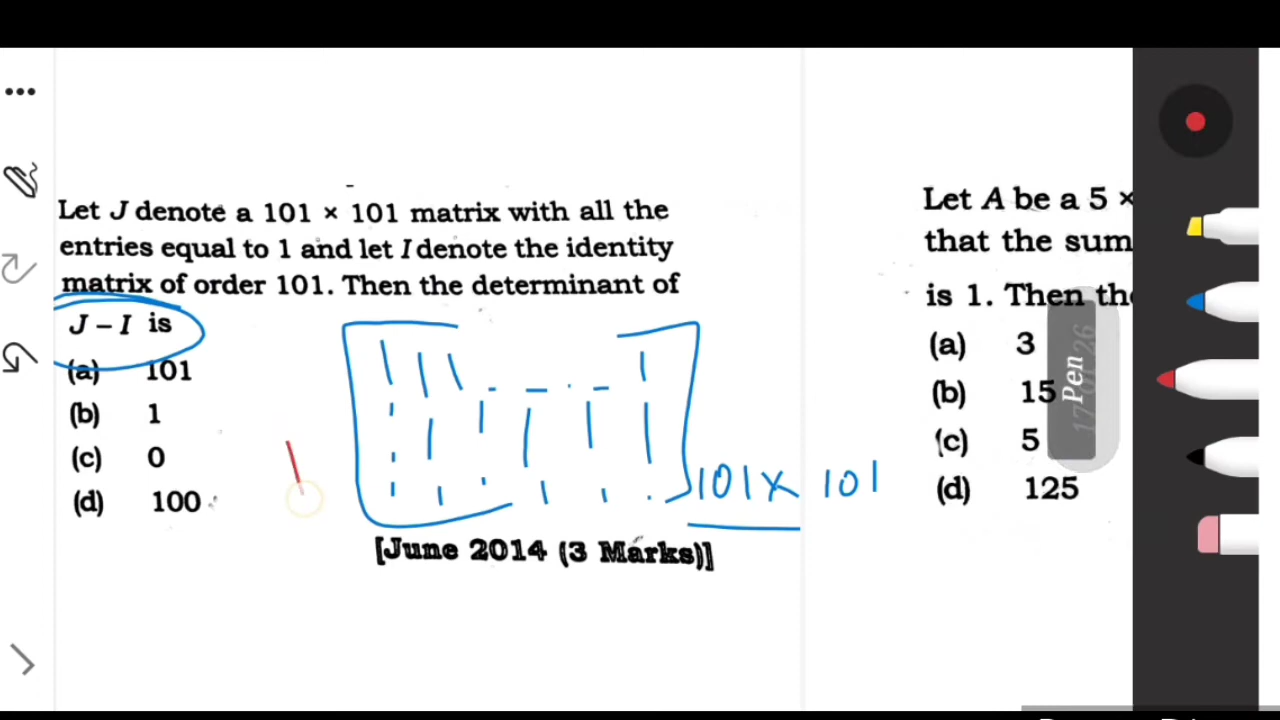 Let J denote a 101 × 101 matrix with all the
entries equal to 1 and let I denote the identity
matrix of order 101. Then the determinant of
J – I is
(a) 101
(b) 1
(c) 0
(d) 100
101 × 101
[June 2014 (3 Marks)]
Let A be a 5 ×
that the sum
is 1. Then the
(a) 3
(b) 15
(c) 5
(d) 125
Pen